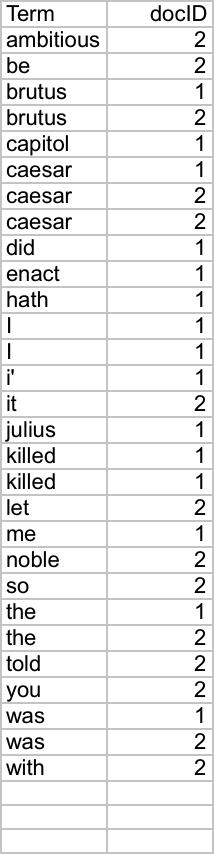 Term docID
ambitious 2
be 2
brutus 1
brutus 2
capitol 1
caesar 1
caesar 2
caesar 2
did 1
enact 1
hath 1
I 1
I 1
i' 1
it 2
julius 1
killed 1
killed 1
let 2
me 1
noble 2
so 2
the 1
the 2
told 2
you 2
was 1
was 2
with 2